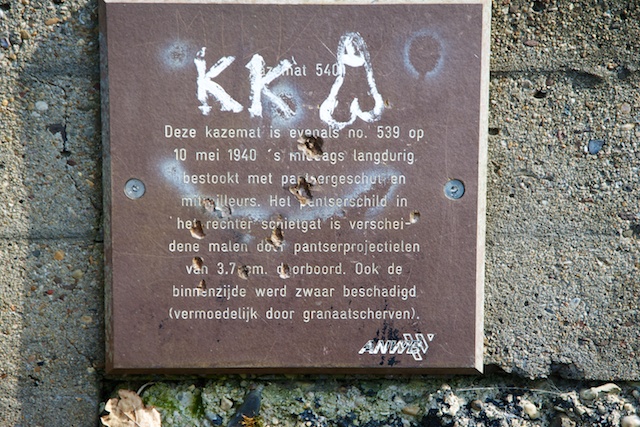 KK
kazemat 540
Deze kazemat is evenals no. 539 op
10 mei 1940 's middags langdurig
bestookt met pantsergeschut en
mitrailleurs. Het pantserschild in
het rechter schietgat is verschei-
dene malen door pantserprojectielen
van 3.7 cm. doorboord. Ook de
binnenzijde werd zwaar beschadigd
(vermoedelijk door granaatscherven).
ANWB